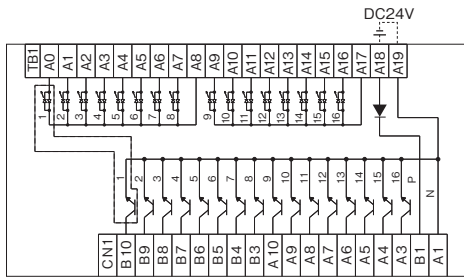 DC24V
TB1 A0 A1 A2 A3 A4 A5 A6 A7 A8 A9 A10 A11 A12 A13 A14 A15 A16 A17 A18 A19
1 2 3 4 5 6 7 8 9 10 11 12 13 14 15 16
1 2 3 4 5 6 7 8 9 10 11 12 13 14 15 16 P N
CN1 B10 B9 B8 B7 B6 B5 B4 B3 A10 A9 A8 A7 A6 A5 A4 A3 B1 A1